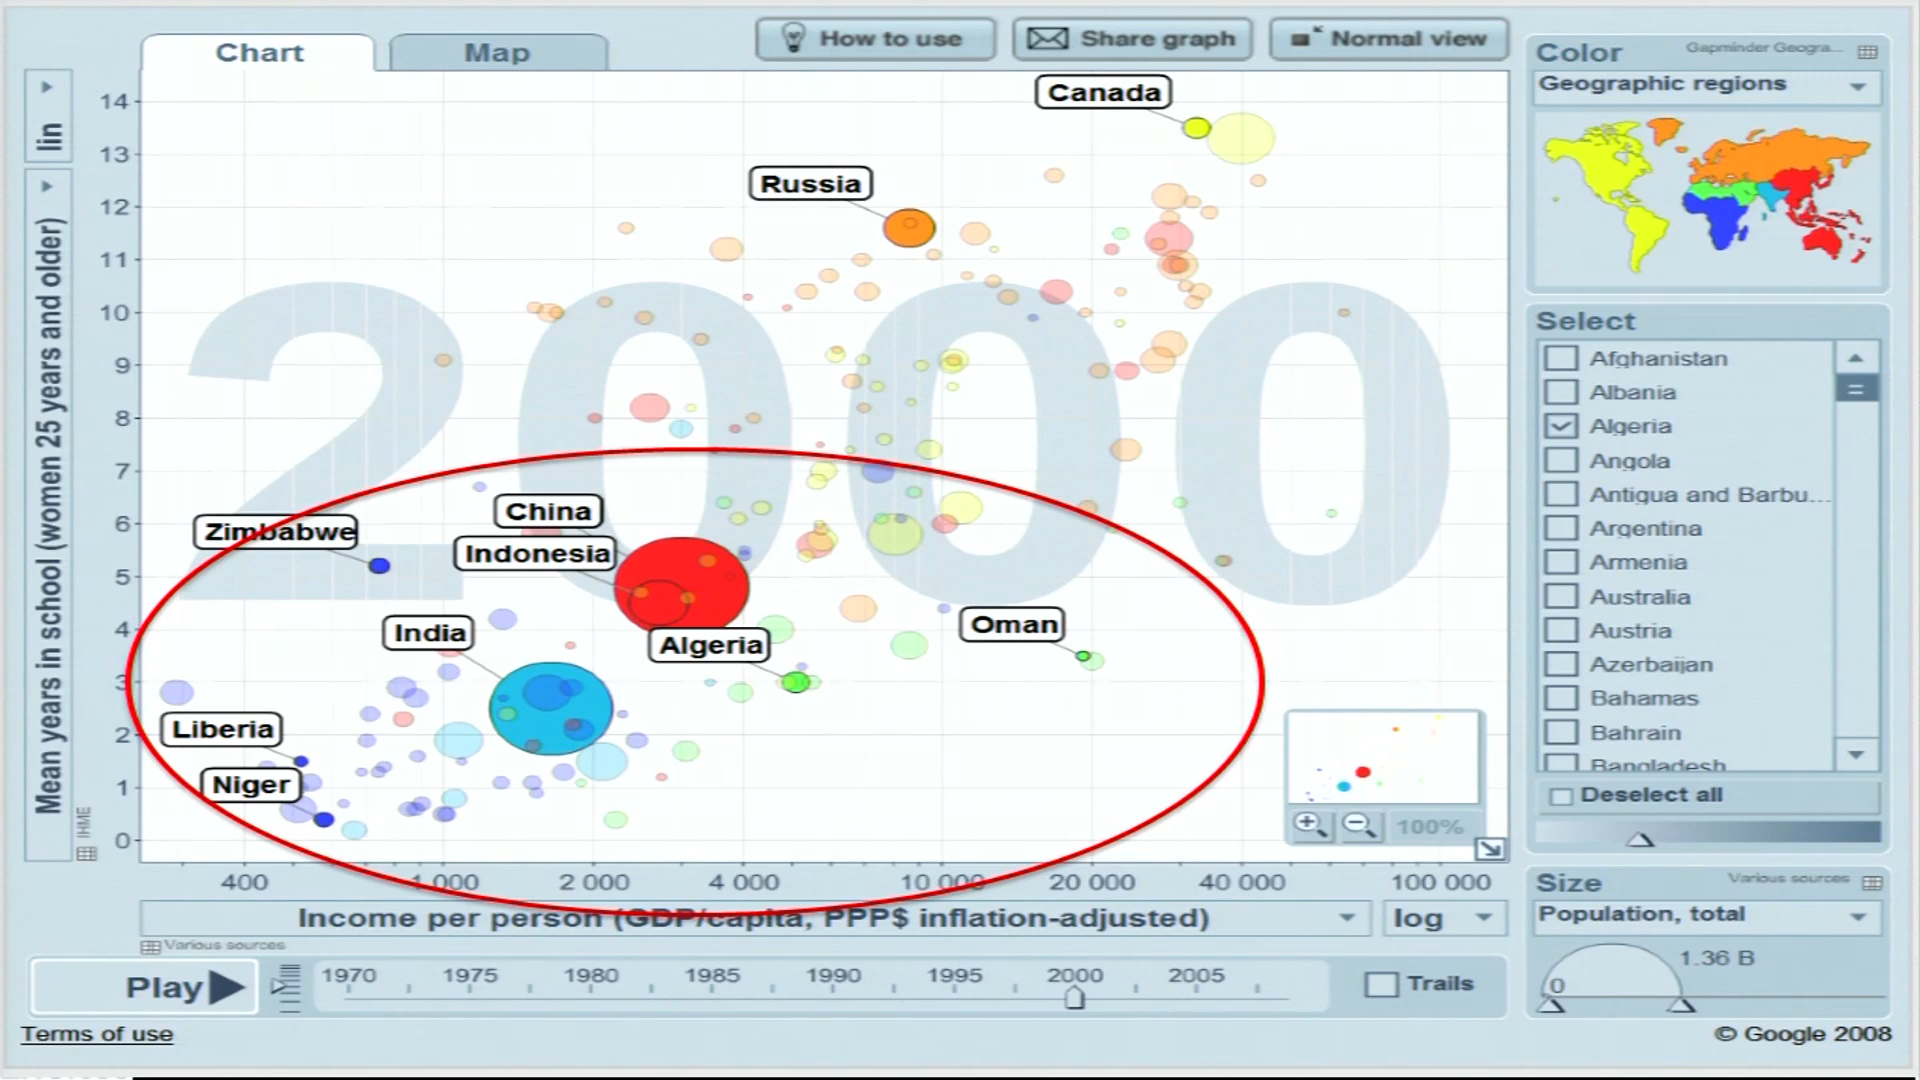 Chart
Map
How to use
Share graph
Normal view
Color
Gapminder Geogra...
Geographic regions
lin
Mean years in school (women 25 years and older)
IHME
14
13
12
11
10
9
8
7
6
5
4
3
2
1
0
2000
Canada
Russia
Zimbabwe
China
Indonesia
India
Algeria
Oman
Liberia
Niger
Select
Afghanistan
Albania
Algeria
Angola
Antigua and Barbu...
Argentina
Armenia
Australia
Austria
Azerbaijan
Bahamas
Bahrain
Bangladesh
Deselect all
100%
400
1 000
2 000
4 000
10 000
20 000
40 000
100 000
Income per person (GDP/capita, PPP$ inflation-adjusted)
log
Various sources
Size
Various sources
Population, total
1.36 B
0
Play
1970 1975 1980 1985 1990 1995 2000 2005
Trails
Terms of use
© Google 2008